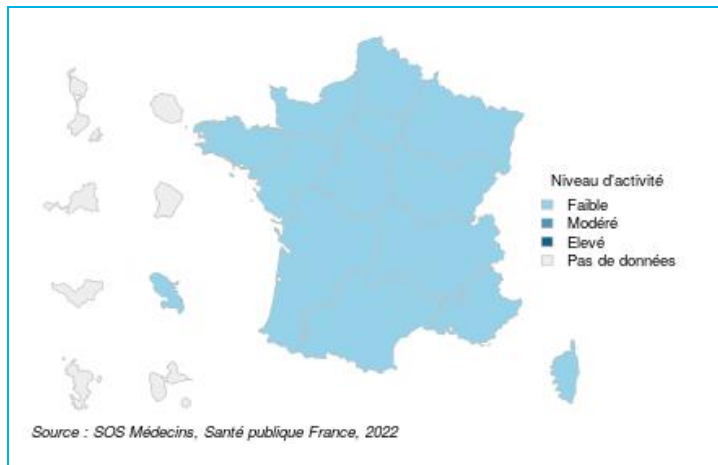 Niveau d'activité
Faible
Modéré
Elevé
Pas de données
Source : SOS Médecins, Santé publique France, 2022